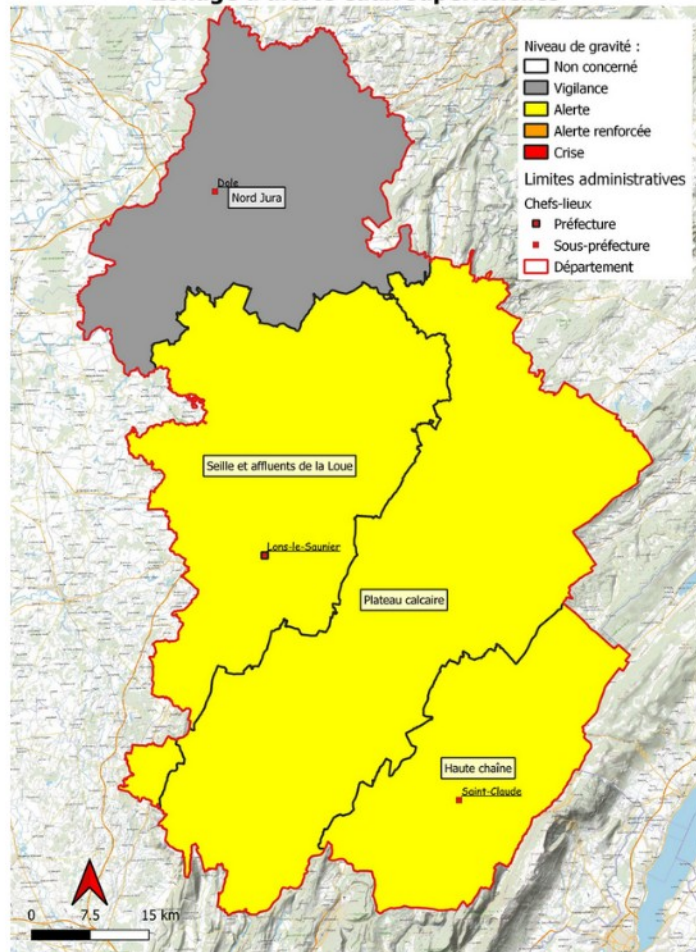 Niveau de gravité :
Non concerné
Vigilance
Alerte
Alerte renforcée
Crise
Limites administratives
Chefs-lieux
Préfecture
Sous-préfecture
Département
Dole
Nord Jura
Seille et affluents de la Loue
Lons-le-Saunier
Plateau calcaire
Haute chaîne
Saint-Claude
0 7.5 15 km